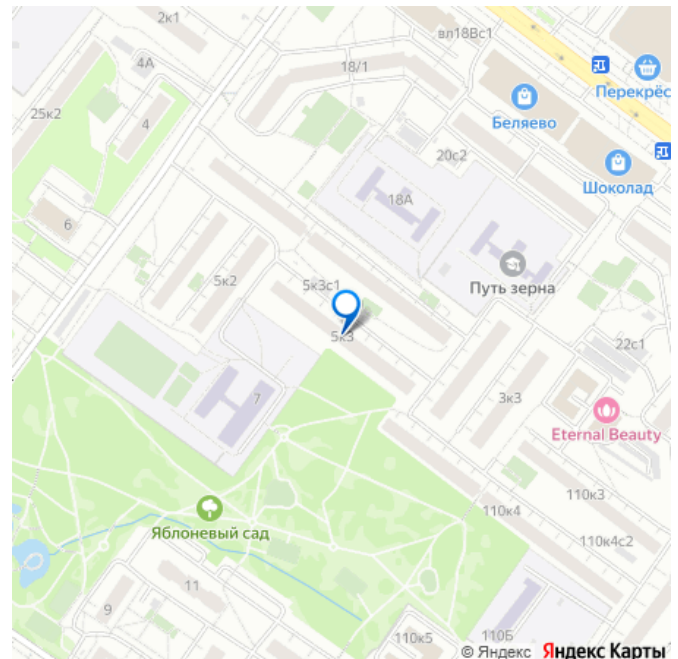 2к1
вл18Вс1
4А
18/1
Перекрёс
25к2
4
Беляево
20с2
Шоколад
18А
6
5к2
5к3с1
Путь зерна
5к3
22с1
7
3к3
Eternal Beauty
110к3
110к4
Яблоневый сад
110к4с2
11
9
110к5
110Б
© Яндекс Яндекс Карты